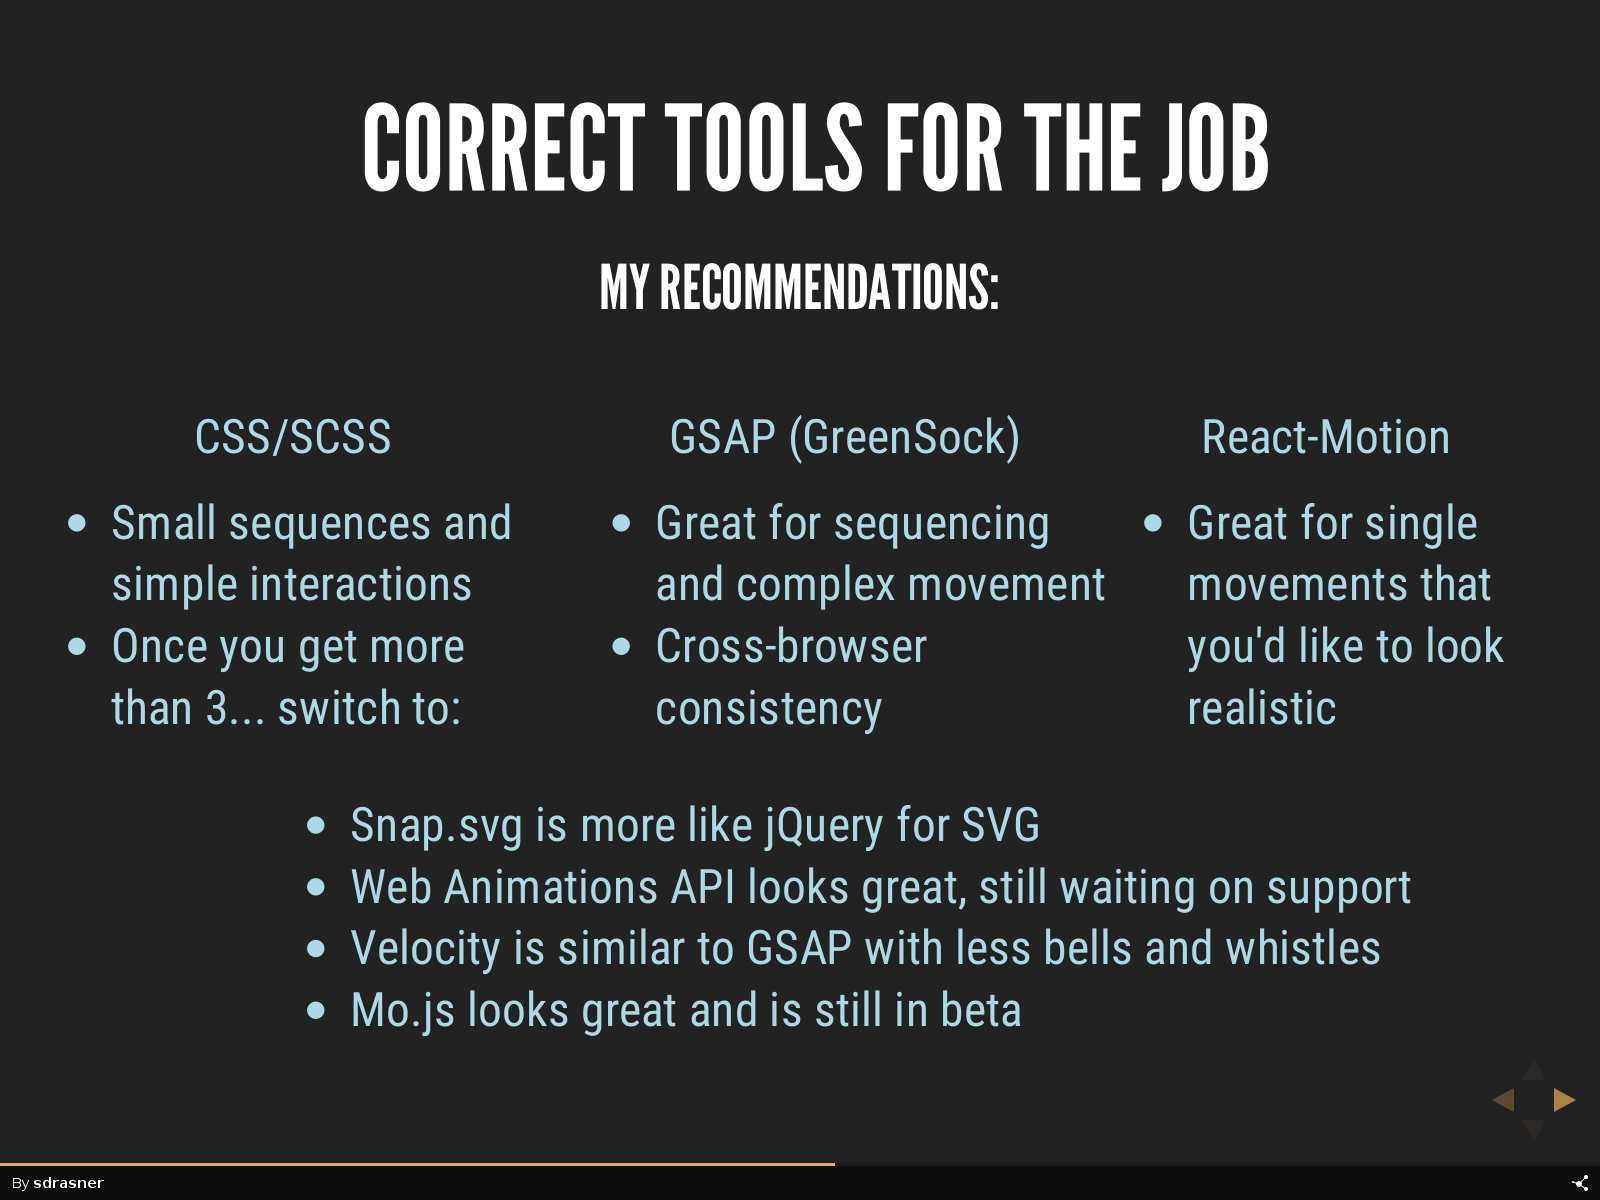 CORRECT TOOLS FOR THE JOB
MY RECOMMENDATIONS:
CSS/SCSS
Small sequences and
simple interactions
Once you get more
than 3... switch to:
GSAP (GreenSock)
Great for sequencing
and complex movement
Cross-browser
consistency
React-Motion
Great for single
movements that
you'd like to look
realistic
Snap.svg is more like jQuery for SVG
Web Animations API looks great, still waiting on support
Velocity is similar to GSAP with less bells and whistles
Mo.js looks great and is still in beta
By sdrasner